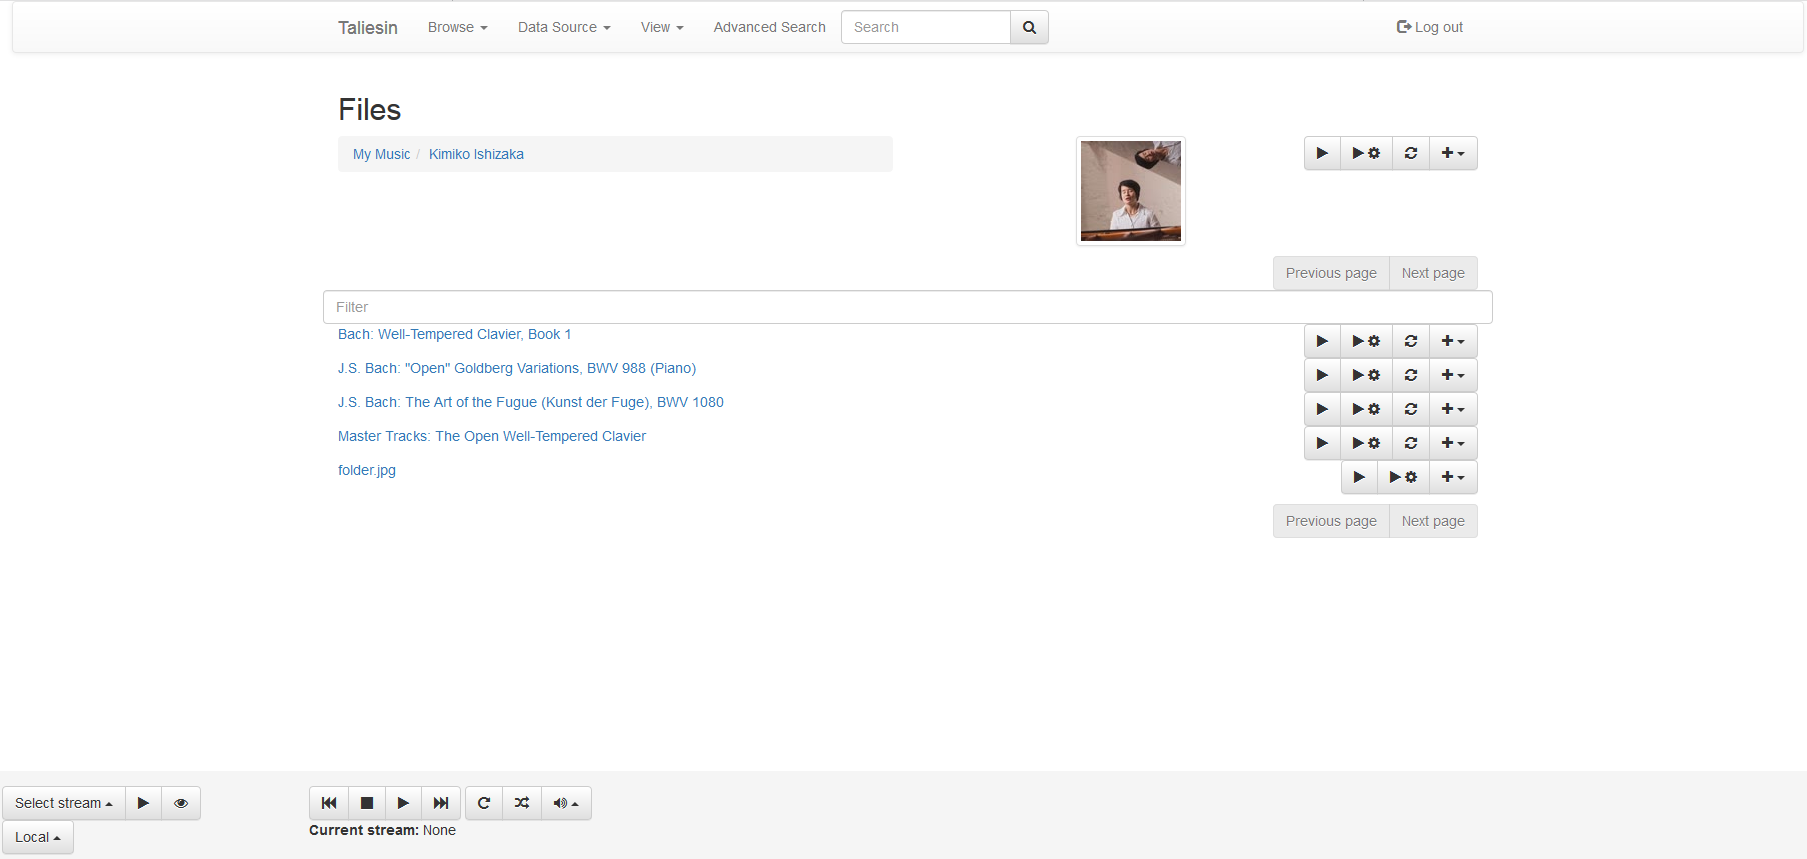 Taliesin Browse Data Source View Advanced Search Search Log out
Files
My Music / Kimiko Ishizaka
Previous page Next page
Filter
Bach: Well-Tempered Clavier, Book 1
J.S. Bach: "Open" Goldberg Variations, BWV 988 (Piano)
J.S. Bach: The Art of the Fugue (Kunst der Fuge), BWV 1080
Master Tracks: The Open Well-Tempered Clavier
folder.jpg
Previous page Next page
Select stream
Local
Current stream: None